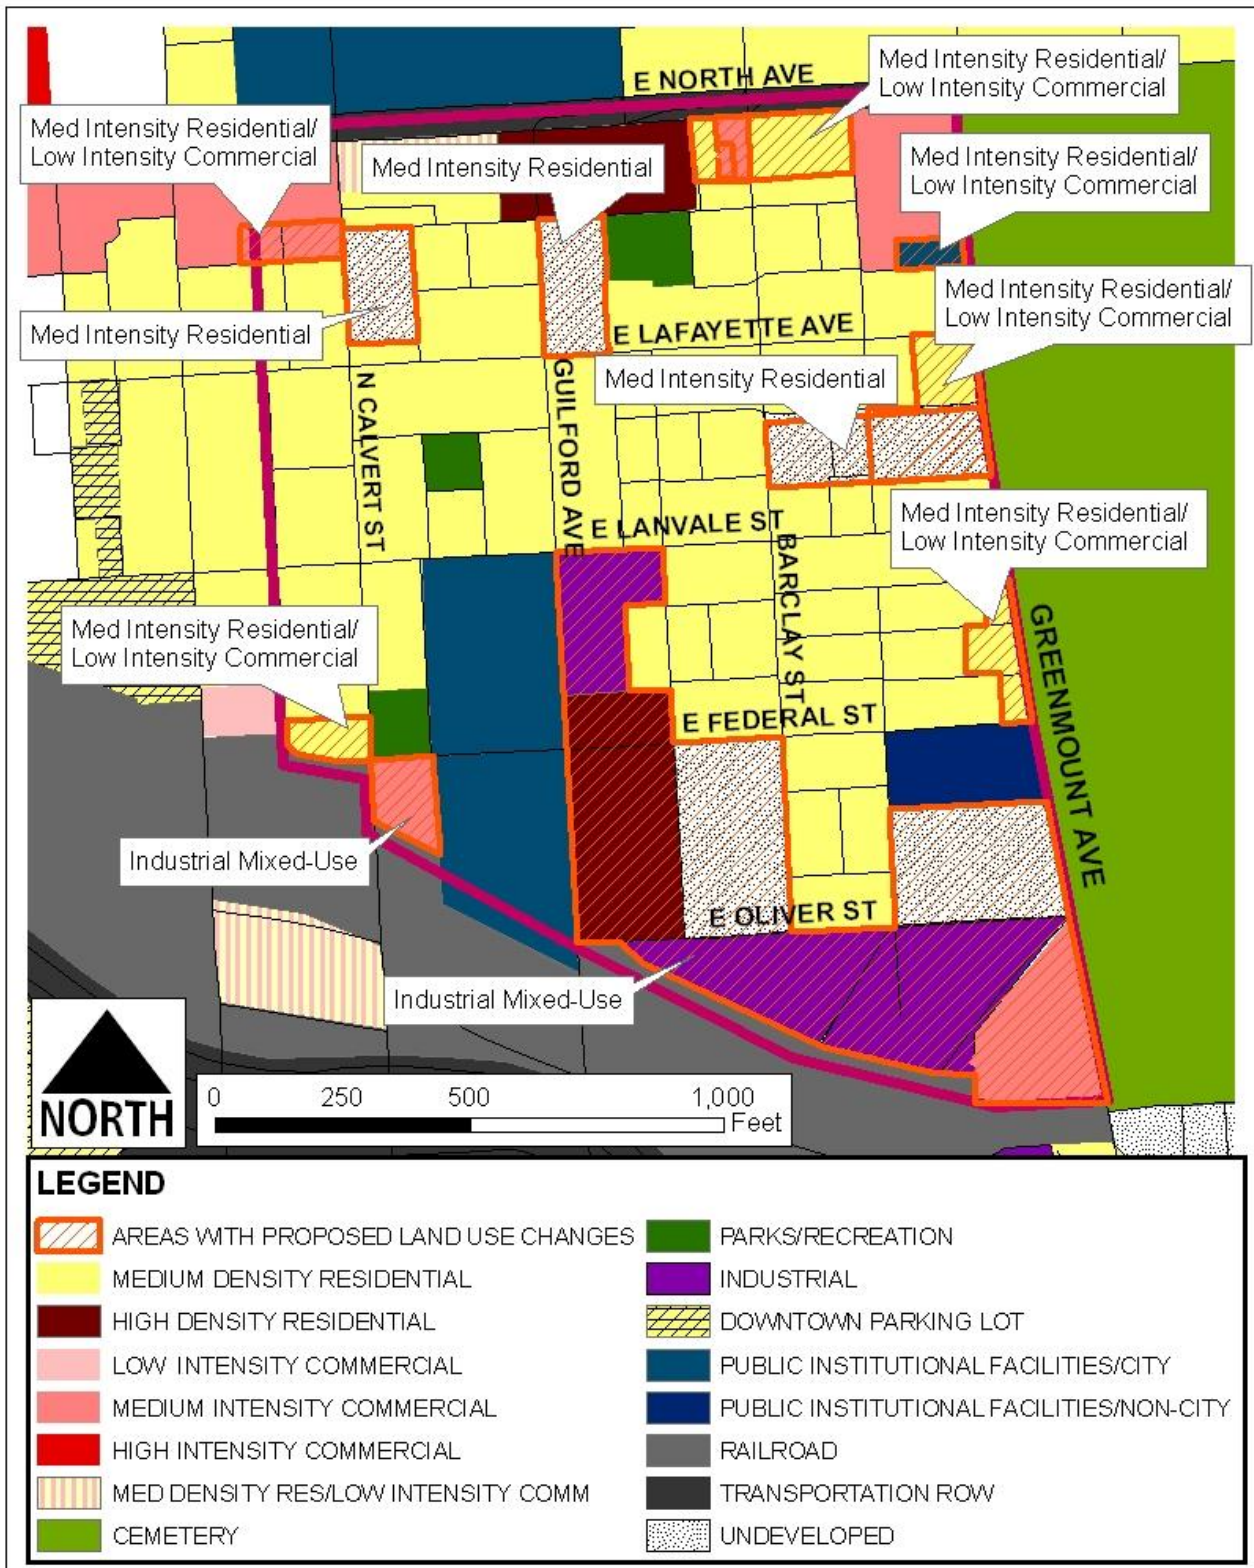 E NORTH AVE
Med Intensity Residential/
Low Intensity Commercial
Med Intensity Residential/
Low Intensity Commercial
Med Intensity Residential
Med Intensity Residential/
Low Intensity Commercial
Med Intensity Residential/
Low Intensity Commercial
Med Intensity Residential
E LAFAYETTE AVE
Med Intensity Residential
N CALVERT ST
GUILFORD AVE
E LANVALE ST
BARCLAY ST
Med Intensity Residential/
Low Intensity Commercial
GREENMOUNT AVE
Med Intensity Residential/
Low Intensity Commercial
E FEDERAL ST
Industrial Mixed-Use
E OLIVER ST
Industrial Mixed-Use
NORTH
0 250 500 1,000
Feet
LEGEND
AREAS WITH PROPOSED LAND USE CHANGES
MEDIUM DENSITY RESIDENTIAL
HIGH DENSITY RESIDENTIAL
LOW INTENSITY COMMERCIAL
MEDIUM INTENSITY COMMERCIAL
HIGH INTENSITY COMMERCIAL
MED DENSITY RES/LOW INTENSITY COMM
CEMETERY
PARKS/RECREATION
INDUSTRIAL
DOWNTOWN PARKING LOT
PUBLIC INSTITUTIONAL FACILITIES/CITY
PUBLIC INSTITUTIONAL FACILITIES/NON-CITY
RAILROAD
TRANSPORTATION ROW
UNDEVELOPED